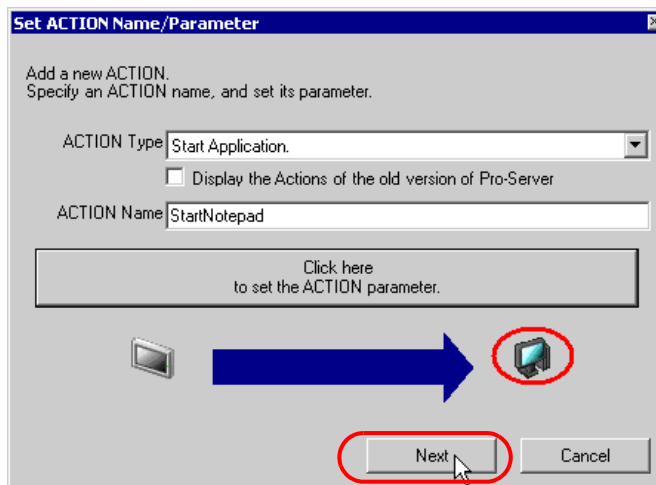 Set ACTION Name/Parameter
Add a new ACTION.
Specify an ACTION name, and set its parameter.
ACTION Type Start Application.
Display the Actions of the old version of Pro-Server
ACTION Name StartNotepad
Click here
to set the ACTION parameter.
Next Cancel